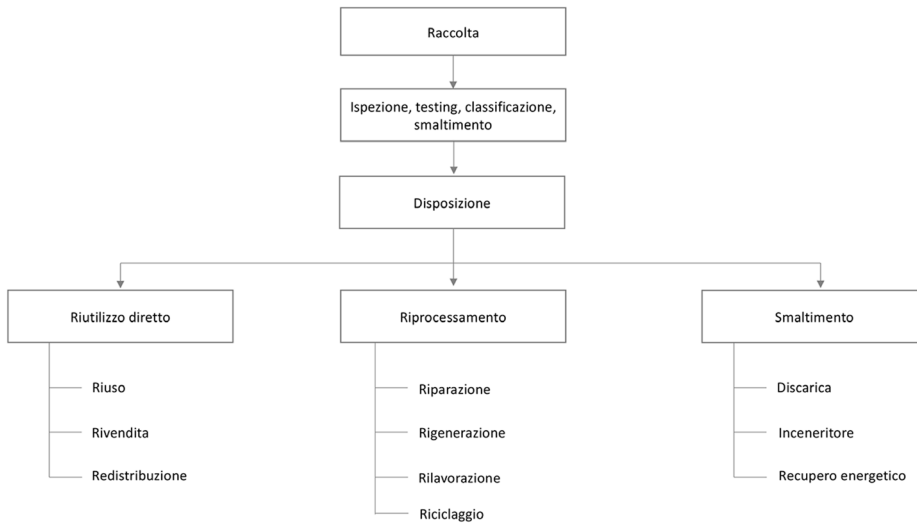 Raccolta
Ispezione, testing, classificazione,
smaltimento
Disposizione
Riutilizzo diretto
Riuso
Rivendita
Redistribuzione
Riprocessamento
Riparazione
Rigenerazione
Rilavorazione
Riciclaggio
Smaltimento
Discarica
Inceneritore
Recupero energetico